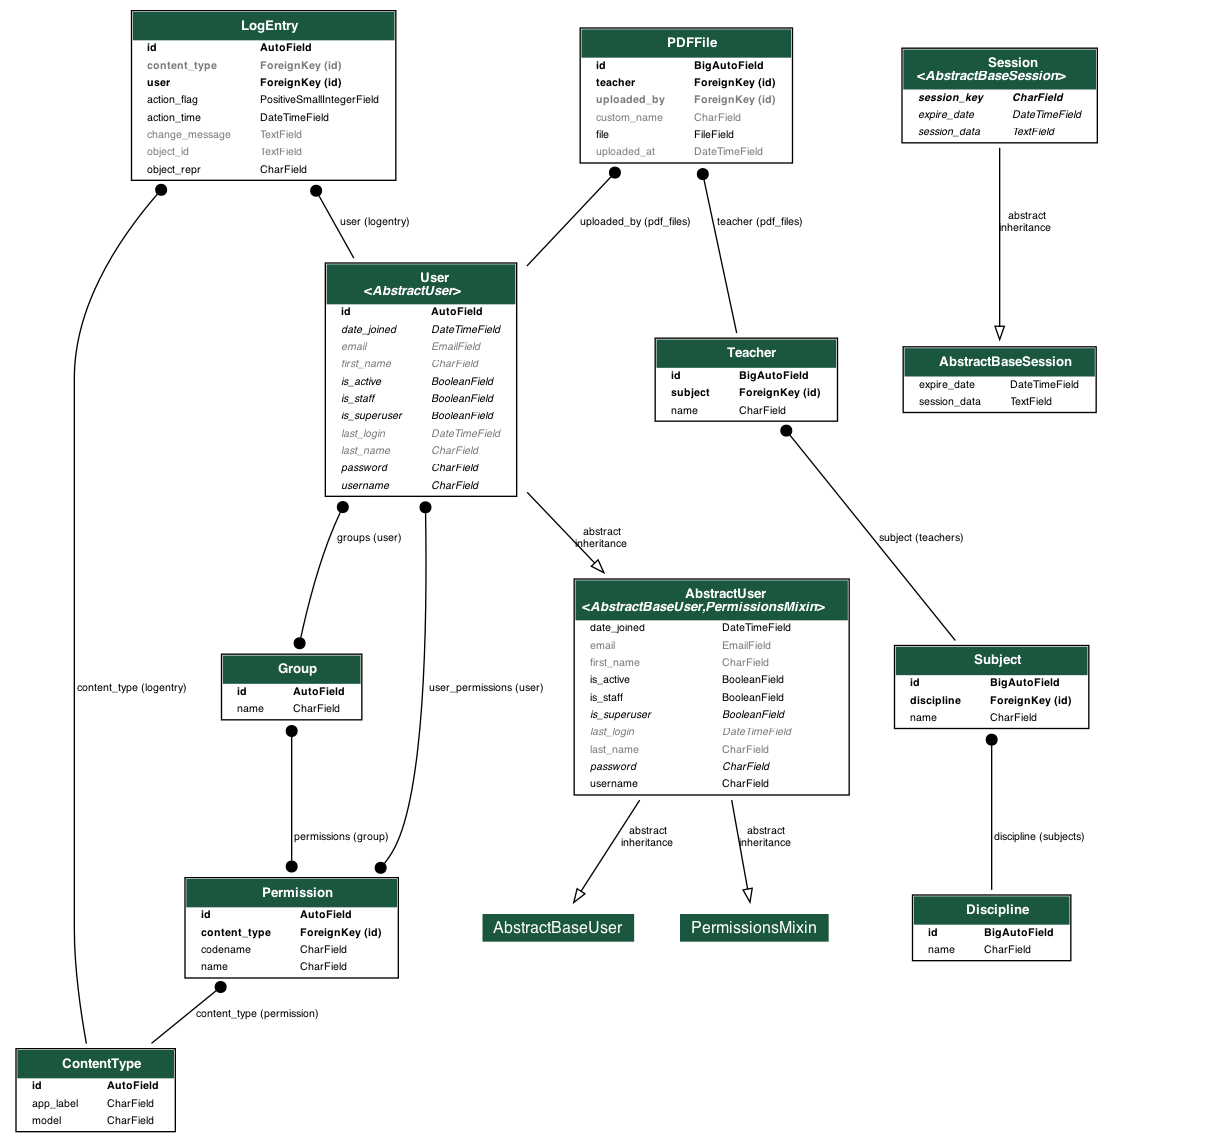 LogEntry
id AutoField
content_type ForeignKey (id)
user ForeignKey (id)
action_flag PositiveSmallIntegerField
action_time DateTimeField
change_message TextField
object_id TextField
object_repr CharField
PDFFile
id BigAutoField
teacher ForeignKey (id)
uploaded_by ForeignKey (id)
custom_name CharField
file FileField
uploaded_at DateTimeField
Session
<AbstractBaseSession>
session_key CharField
expire_date DateTimeField
session_data TextField
user (logentry)
uploaded_by (pdf_files)
teacher (pdf_files)
abstract
inheritance
User
<AbstractUser>
id AutoField
date_joined DateTimeField
email EmailField
first_name CharField
is_active BooleanField
is_staff BooleanField
is_superuser BooleanField
last_login DateTimeField
last_name CharField
password CharField
username CharField
Teacher
id BigAutoField
subject ForeignKey (id)
name CharField
AbstractBaseSession
expire_date DateTimeField
session_data TextField
groups (user)
abstract
inheritance
subject (teachers)
AbstractUser
<AbstractBaseUser,PermissionsMixin>
date_joined DateTimeField
email EmailField
first_name CharField
is_active BooleanField
is_staff BooleanField
is_superuser BooleanField
last_login DateTimeField
last_name CharField
password CharField
username CharField
Group
id AutoField
name CharField
Subject
id BigAutoField
discipline ForeignKey (id)
name CharField
content_type (logentry)
user_permissions (user)
permissions (group)
abstract
inheritance
abstract
inheritance
discipline (subjects)
Permission
id AutoField
content_type ForeignKey (id)
codename CharField
name CharField
AbstractBaseUser
PermissionsMixin
Discipline
id BigAutoField
name CharField
content_type (permission)
ContentType
id AutoField
app_label CharField
model CharField